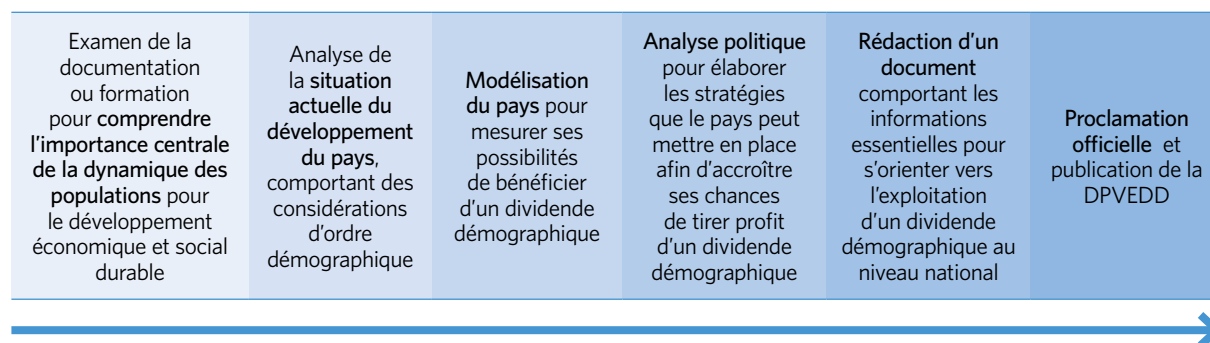 Examen de la
documentation
ou formation
pour comprendre
l'importance centrale
de la dynamique des
populations pour
le développement
économique et social
durable
Analyse de
la situation
actuelle du
développement
du pays,
comportant des
considérations
d'ordre
démographique
Modélisation
du pays pour
mesurer ses
possibilités
de bénéficier
d'un dividende
démographique
Analyse politique
pour élaborer
les stratégies
que le pays peut
mettre en place
afin d'accroître
ses chances
de tirer profit
d'un dividende
démographique
Rédaction d'un
document
comportant les
informations
essentielles pour
s'orienter vers
l'exploitation
d'un dividende
démographique au
niveau national
Proclamation
officielle et
publication de la
DPVEDD